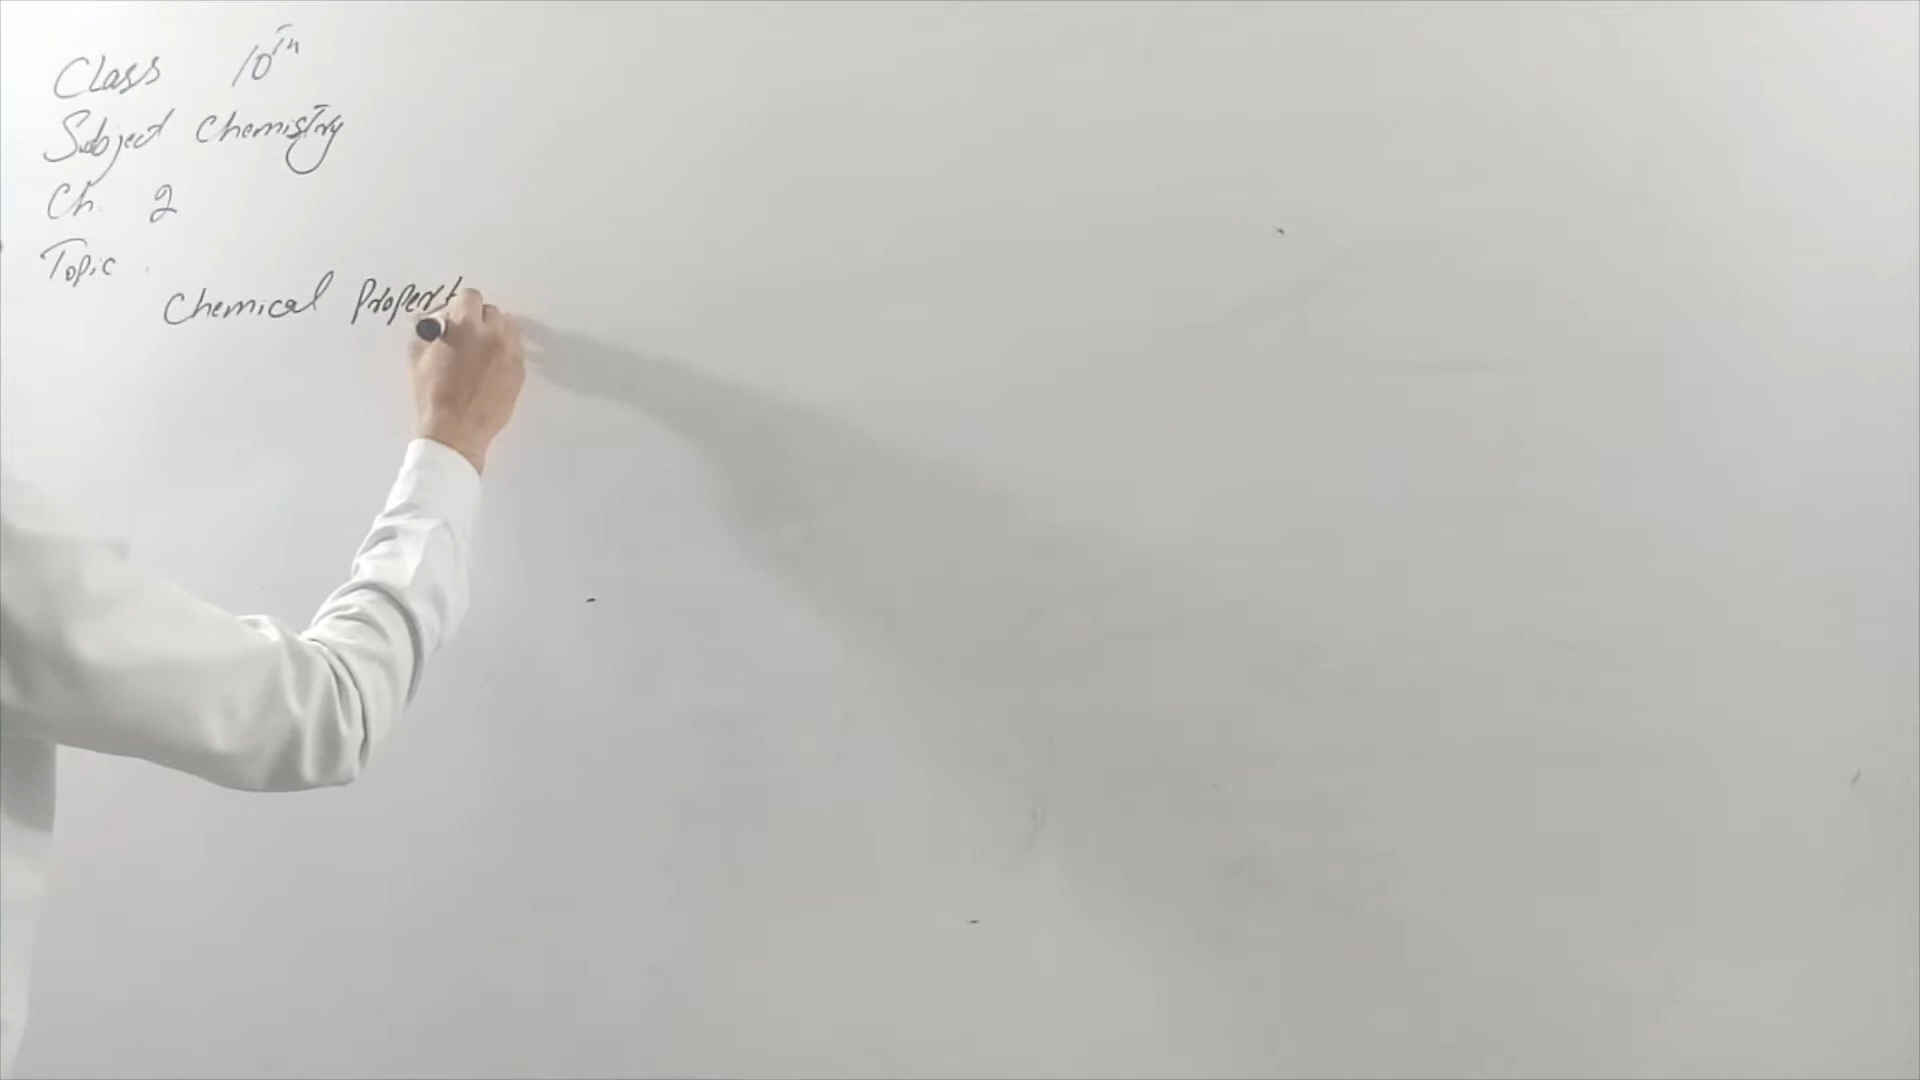 Class 10th
Subject Chemistry
Ch. 2
Topic
Chemical Propert